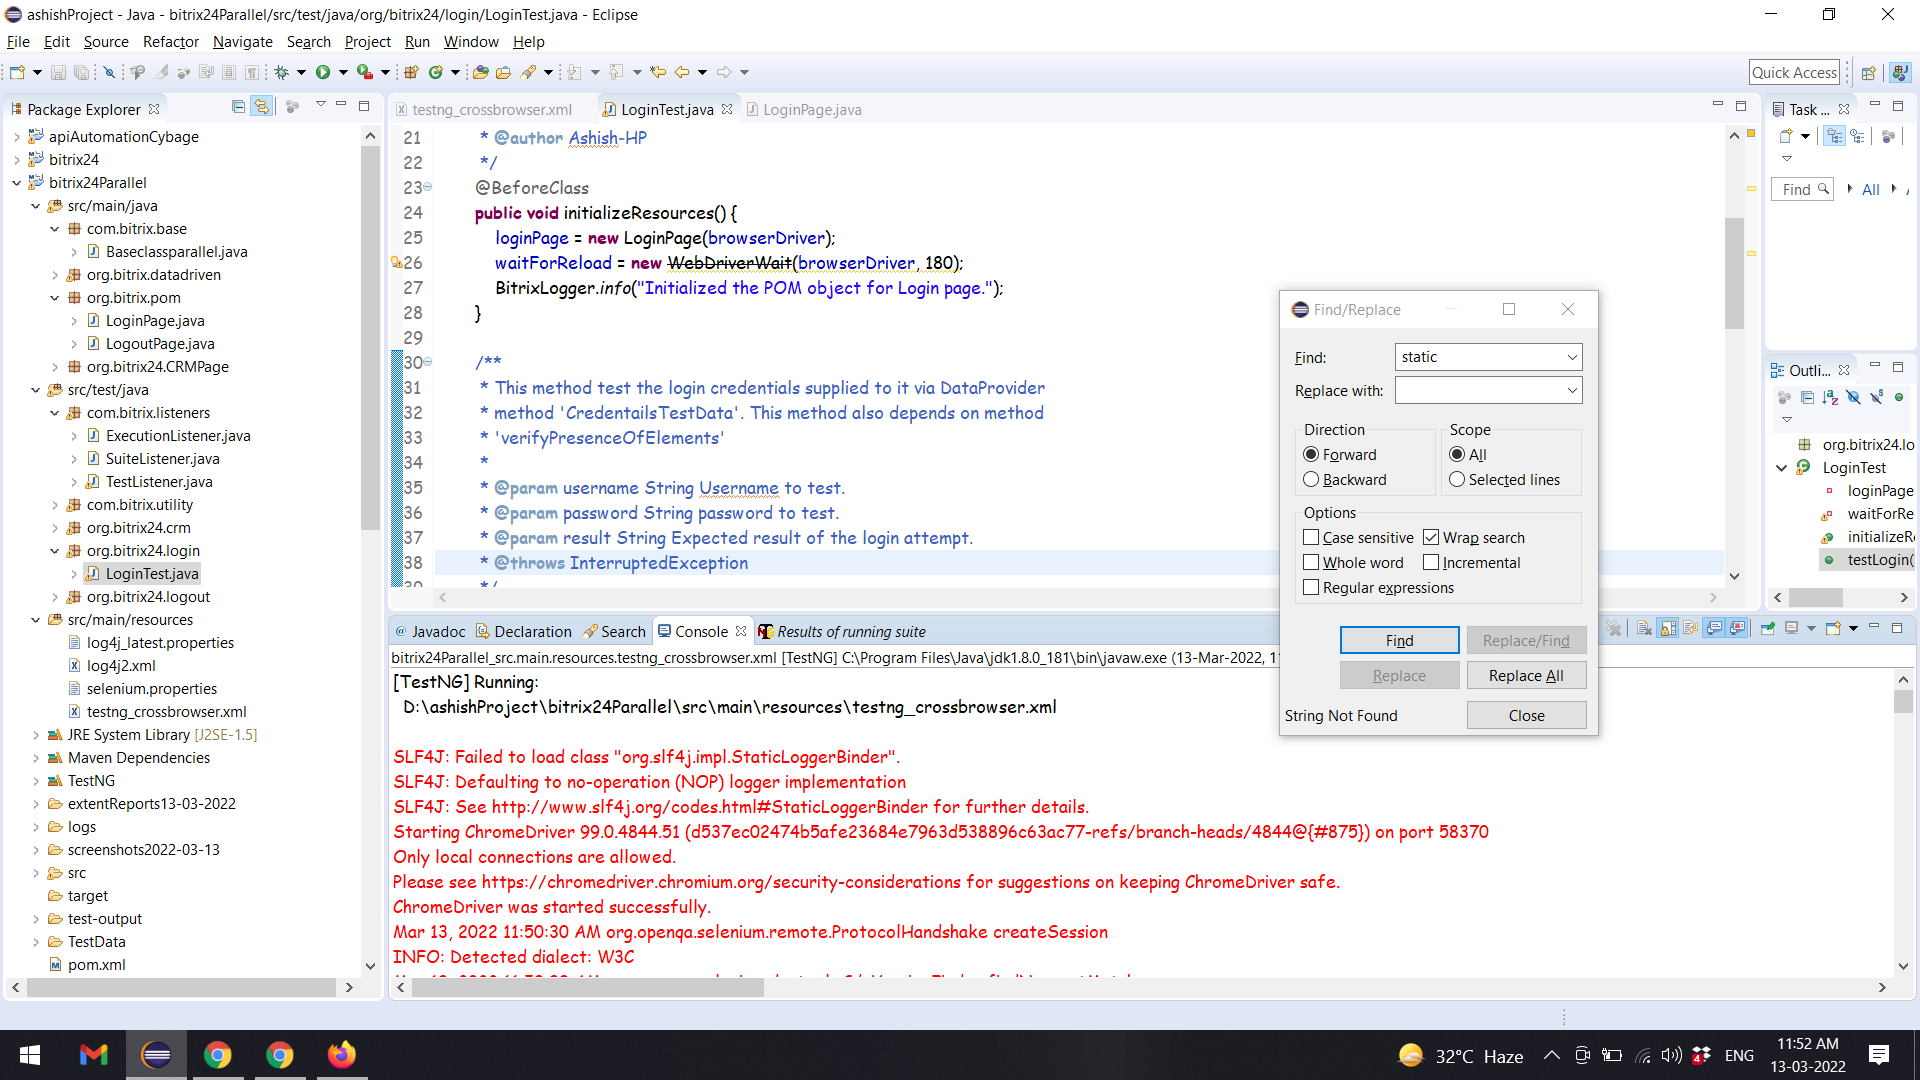 ashishProject - Java - bitrix24Parallel/src/test/java/org/bitrix24/login/LoginTest.java - Eclipse
File Edit Source Refactor Navigate Search Project Run Window Help
Quick Access
Package Explorer
apiAutomationCybage
bitrix24
bitrix24Parallel
src/main/java
com.bitrix.base
Baseclassparallel.java
org.bitrix.datadriven
org.bitrix.pom
LoginPage.java
LogoutPage.java
org.bitrix24.CRMPage
src/test/java
com.bitrix.listeners
ExecutionListener.java
SuiteListener.java
TestListener.java
com.bitrix.utility
org.bitrix24.crm
org.bitrix24.login
LoginTest.java
org.bitrix24.logout
src/main/resources
log4j_latest.properties
log4j2.xml
selenium.properties
testng_crossbrowser.xml
JRE System Library [J2SE-1.5]
Maven Dependencies
TestNG
extentReports13-03-2022
logs
screenshots2022-03-13
src
target
test-output
TestData
pom.xml
testng_crossbrowser.xml LoginTest.java LoginPage.java
21 * @author Ashish-HP
22 */
23 @BeforeClass
24 public void initializeResources() {
25 loginPage = new LoginPage(browserDriver);
26 waitForReload = new WebDriverWait(browserDriver, 180);
27 BitrixLogger.info("Initialized the POM object for Login page.");
28 }
29
30 /**
31 * This method test the login credentials supplied to it via DataProvider
32 * method 'CredentailsTestData'. This method also depends on method
33 * 'verifyPresenceOfElements'
34 *
35 * @param username String Username to test.
36 * @param password String password to test.
37 * @param result String Expected result of the login attempt.
38 * @throws InterruptedException
39 */
Find/Replace
Find: static
Replace with:
Direction
Forward
Backward
Scope
All
Selected lines
Options
Case sensitive Wrap search
Whole word Incremental
Regular expressions
Find Replace/Find
Replace Replace All
String Not Found Close
Task ...
Find All
Outli...
org.bitrix24.lo
LoginTest
loginPage
waitForRe
initializeR
testLogin(
@ Javadoc Declaration Search Console Results of running suite
bitrix24Parallel_src.main.resources.testng_crossbrowser.xml [TestNG] C:\Program Files\Java\jdk1.8.0_181\bin\javaw.exe (13-Mar-2022, 11
[TestNG] Running:
D:\ashishProject\bitrix24Parallel\src\main\resources\testng_crossbrowser.xml
SLF4J: Failed to load class "org.slf4j.impl.StaticLoggerBinder".
SLF4J: Defaulting to no-operation (NOP) logger implementation
SLF4J: See http://www.slf4j.org/codes.html#StaticLoggerBinder for further details.
Starting ChromeDriver 99.0.4844.51 (d537ec02474b5afe23684e7963d538896c63ac77-refs/branch-heads/4844@{#875}) on port 58370
Only local connections are allowed.
Please see https://chromedriver.chromium.org/security-considerations for suggestions on keeping ChromeDriver safe.
ChromeDriver was started successfully.
Mar 13, 2022 11:50:30 AM org.openqa.selenium.remote.ProtocolHandshake createSession
INFO: Detected dialect: W3C
32°C Haze
4
ENG
11:52 AM
13-03-2022